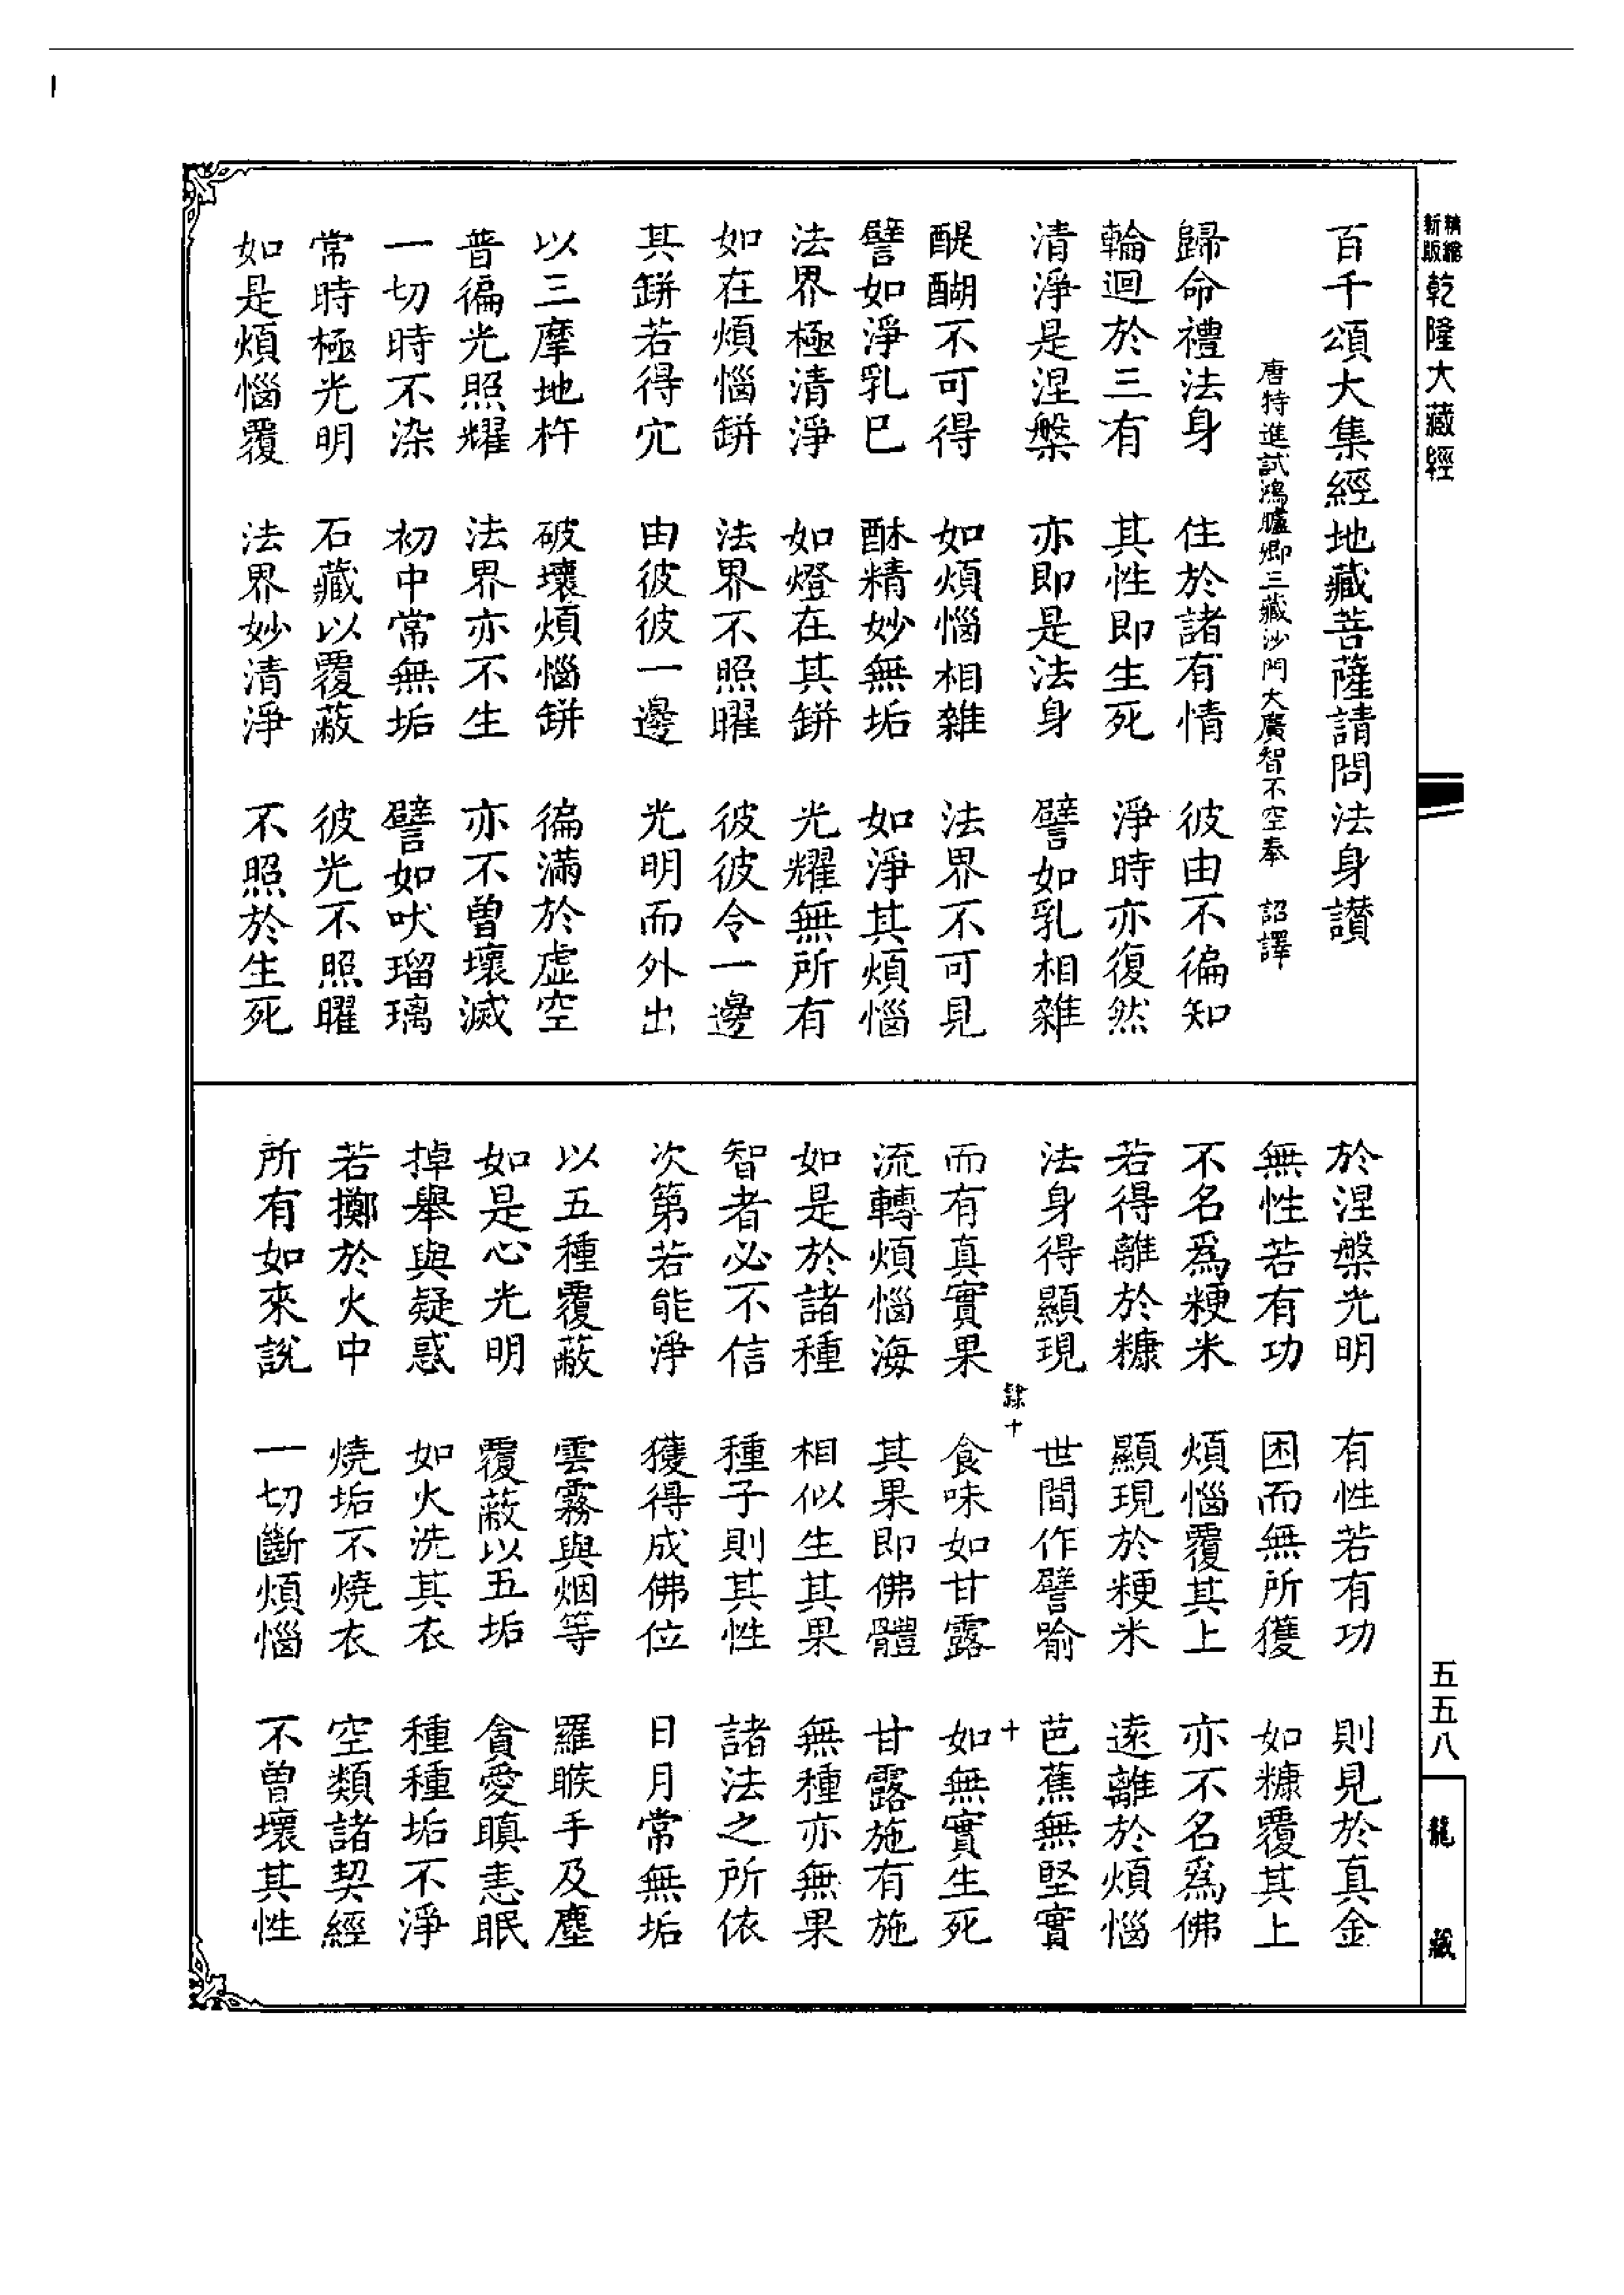 精縮
新版
乾隆大藏經
百千頌大集經地藏菩薩請問法身讃
唐特進試鴻臚卿三藏沙門大廣智不空奉 詔譯
歸命禮法身 住於諸有情 彼由不徧知
輪迴於三有 其性即生死 淨時亦復然
清淨是涅槃 亦即是法身 譬如乳相雜
醍醐不可得 如煩惱相雜 法界不可見
譬如淨乳已 酥精妙無垢 如淨其煩惱
法界極清淨 如燈在其缾 光耀無所有
如在煩惱缾 法界不照曜 彼彼令一邊
其缾若得穴 由彼彼一邊 光明而外出
以三摩地杵 破壞煩惱缾 徧滿於虛空
普徧光照耀 法界亦不生 亦不曾壞滅
一切時不染 初中常無垢 譬如吠瑠璃
常時極光明 石藏以覆蔽 彼光不照曜
如是煩惱覆 法界妙清淨 不照於生死
於涅槃光明 有性若有功 則見於真金
無性若有功 困而無所獲 如糠覆其上
不名爲粳米 煩惱覆其上 亦不名爲佛
若得離於糠 顯現於粳米 遠離於煩惱
法身得顯現 世間作譬喻 芭蕉無堅實
隸十 十
而有真實果 食味如甘露 如無實生死
流轉煩惱海 其果即佛體 甘露施有施
如是於諸種 相似生其果 無種亦無果
智者必不信 種子則其性 諸法之所依
次第若能淨 獲得成佛位 日月常無垢
以五種覆蔽 雲霧與烟等 羅睺手及塵
如是心光明 覆蔽以五垢 貪愛瞋恚眠
掉舉與疑惑 如火洗其衣 種種垢不淨
若擲於火中 燒垢不燒衣 空類諸契經
所有如來說 一切斷煩惱 不曾壞其性
五五八
龍藏